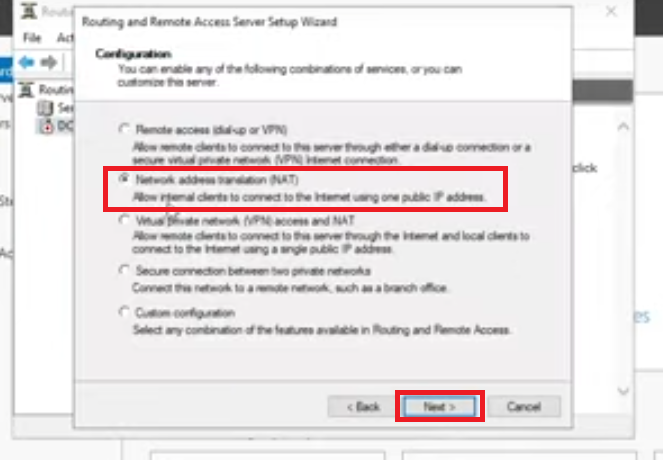 Routing and Remote Access Server Setup Wizard
File
Configuration
You can enable any of the following combinations of services, or you can
customize this server.
Routin
DC
Remote access (dial-up or VPN)
Allow remote clients to connect to this server through either a dial-up connection or a
secure virtual private network (VPN) Internet connection.
click
Network address translation (NAT)
Allow internal clients to connect to the Internet using one public IP address.
Virtual private network (VPN) access and NAT
Allow remote clients to connect to this server through the Internet and local clients to
connect to the Internet using a single public IP address.
Secure connection between two private networks
Connect this network to a remote network, such as a branch office.
Custom configuration
Select any combination of the features available in Routing and Remote Access.
es
< Back
Next >
Cancel